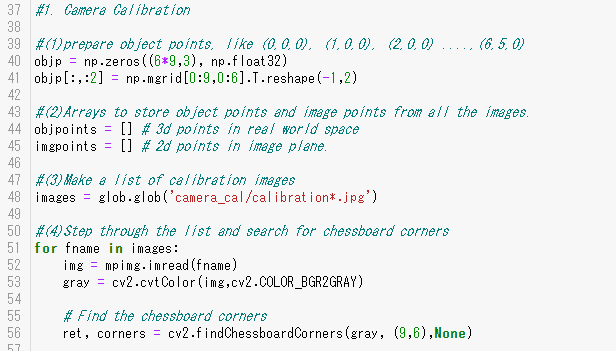 37 #1. Camera Calibration
38
39 #(1)prepare object points, like (0,0,0), (1,0,0), (2,0,0) ....,(6,5,0)
40 objp = np.zeros((6*9,3), np.float32)
41 objp[:,:2] = np.mgrid[0:9,0:6].T.reshape(-1,2)
42
43 #(2)Arrays to store object points and image points from all the images.
44 objpoints = [] # 3d points in real world space
45 imgpoints = [] # 2d points in image plane.
46
47 #(3)Make a list of calibration images
48 images = glob.glob('camera_cal/calibration*.jpg')
49
50 #(4)Step through the list and search for chessboard corners
51 for fname in images:
52     img = mpimg.imread(fname)
53     gray = cv2.cvtColor(img,cv2.COLOR_BGR2GRAY)
54
55     # Find the chessboard corners
56     ret, corners = cv2.findChessboardCorners(gray, (9,6),None)
57